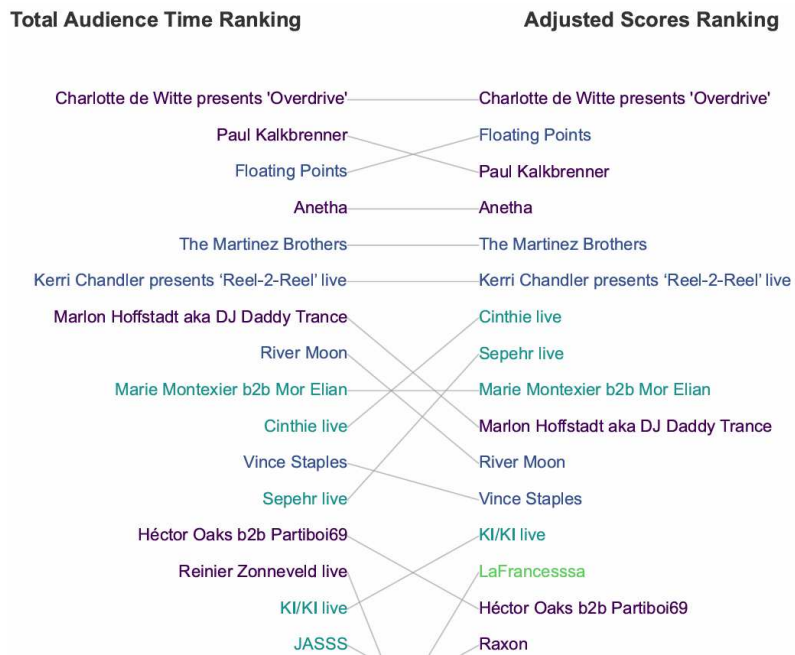 Total Audience Time Ranking
Adjusted Scores Ranking
Charlotte de Witte presents 'Overdrive'
Charlotte de Witte presents 'Overdrive'
Paul Kalkbrenner
Floating Points
Floating Points
Paul Kalkbrenner
Anetha
Anetha
The Martinez Brothers
The Martinez Brothers
Kerri Chandler presents ‘Reel-2-Reel’ live
Kerri Chandler presents ‘Reel-2-Reel’ live
Marlon Hoffstadt aka DJ Daddy Trance
Cinthie live
River Moon
Sepehr live
Marie Montexier b2b Mor Elian
Marie Montexier b2b Mor Elian
Cinthie live
Marlon Hoffstadt aka DJ Daddy Trance
Vince Staples
River Moon
Sepehr live
Vince Staples
Héctor Oaks b2b Partiboi69
KI/KI live
Reinier Zonneveld live
LaFrancesssa
KI/KI live
Héctor Oaks b2b Partiboi69
JASSS
Raxon